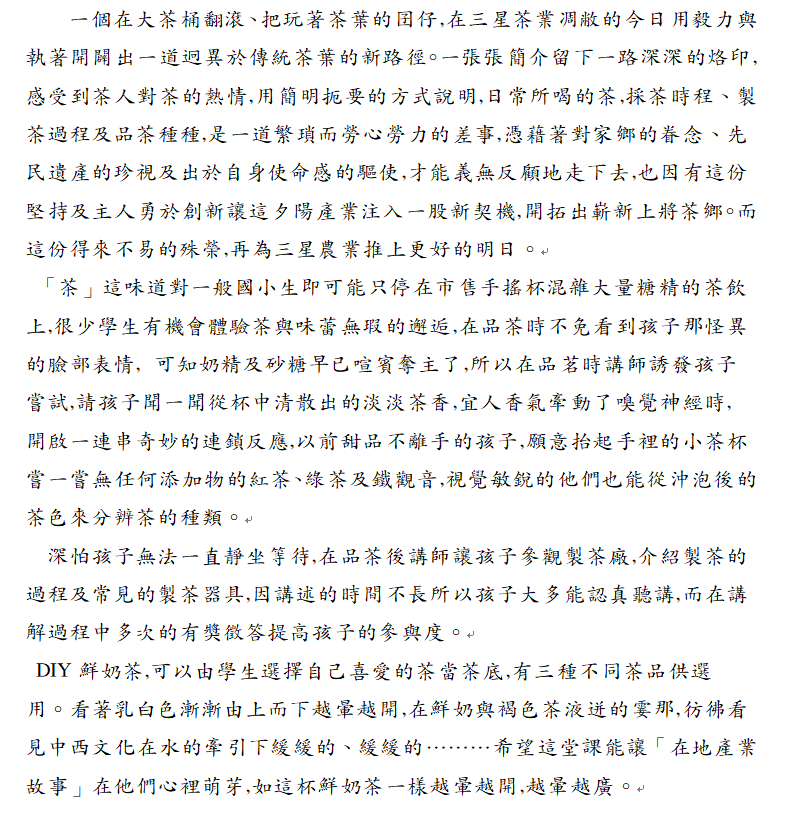 一個在大茶桶翻滾、把玩著茶葉的囝仔,在三星茶業凋敝的今日用毅力與
執著開闢出一道迥異於傳統茶葉的新路徑。一張張簡介留下一路深深的烙印,
感受到茶人對茶的熱情,用簡明扼要的方式說明,日常所喝的茶,採茶時程、製
茶過程及品茶種種,是一道繁瑣而勞心勞力的差事,憑藉著對家鄉的眷念、先
民遺產的珍視及出於自身使命感的驅使,才能義無反顧地走下去,也因有這份
堅持及主人勇於創新讓這夕陽產業注入一股新契機,開拓出嶄新上將茶鄉。而
這份得來不易的殊榮,再為三星農業推上更好的明日。
「茶」這味道對一般國小生即可能只停在市售手搖杯混雜大量糖精的茶飲
上,很少學生有機會體驗茶與味蕾無瑕的邂逅,在品茶時不免看到孩子那怪異
的臉部表情, 可知奶精及砂糖早已喧賓奪主了,所以在品茗時講師誘發孩子
嘗試,請孩子聞一聞從杯中清散出的淡淡茶香,宜人香氣牽動了嗅覺神經時,
開啟一連串奇妙的連鎖反應,以前甜品不離手的孩子,願意抬起手裡的小茶杯
嘗一嘗無任何添加物的紅茶、綠茶及鐵觀音,視覺敏銳的他們也能從沖泡後的
茶色來分辨茶的種類。
深怕孩子無法一直靜坐等待,在品茶後講師讓孩子參觀製茶廠,介紹製茶的
過程及常見的製茶器具,因講述的時間不長所以孩子大多能認真聽講,而在講
解過程中多次的有獎徵答提高孩子的參與度。
DIY 鮮奶茶,可以由學生選擇自己喜愛的茶當茶底,有三種不同茶品供選
用。看著乳白色漸漸由上而下越暈越開,在鮮奶與褐色茶液迸的霎那,彷彿看
見中西文化在水的牽引下緩緩的、緩緩的………希望這堂課能讓「在地產業
故事」在他們心裡萌芽,如這杯鮮奶茶一樣越暈越開,越暈越廣。